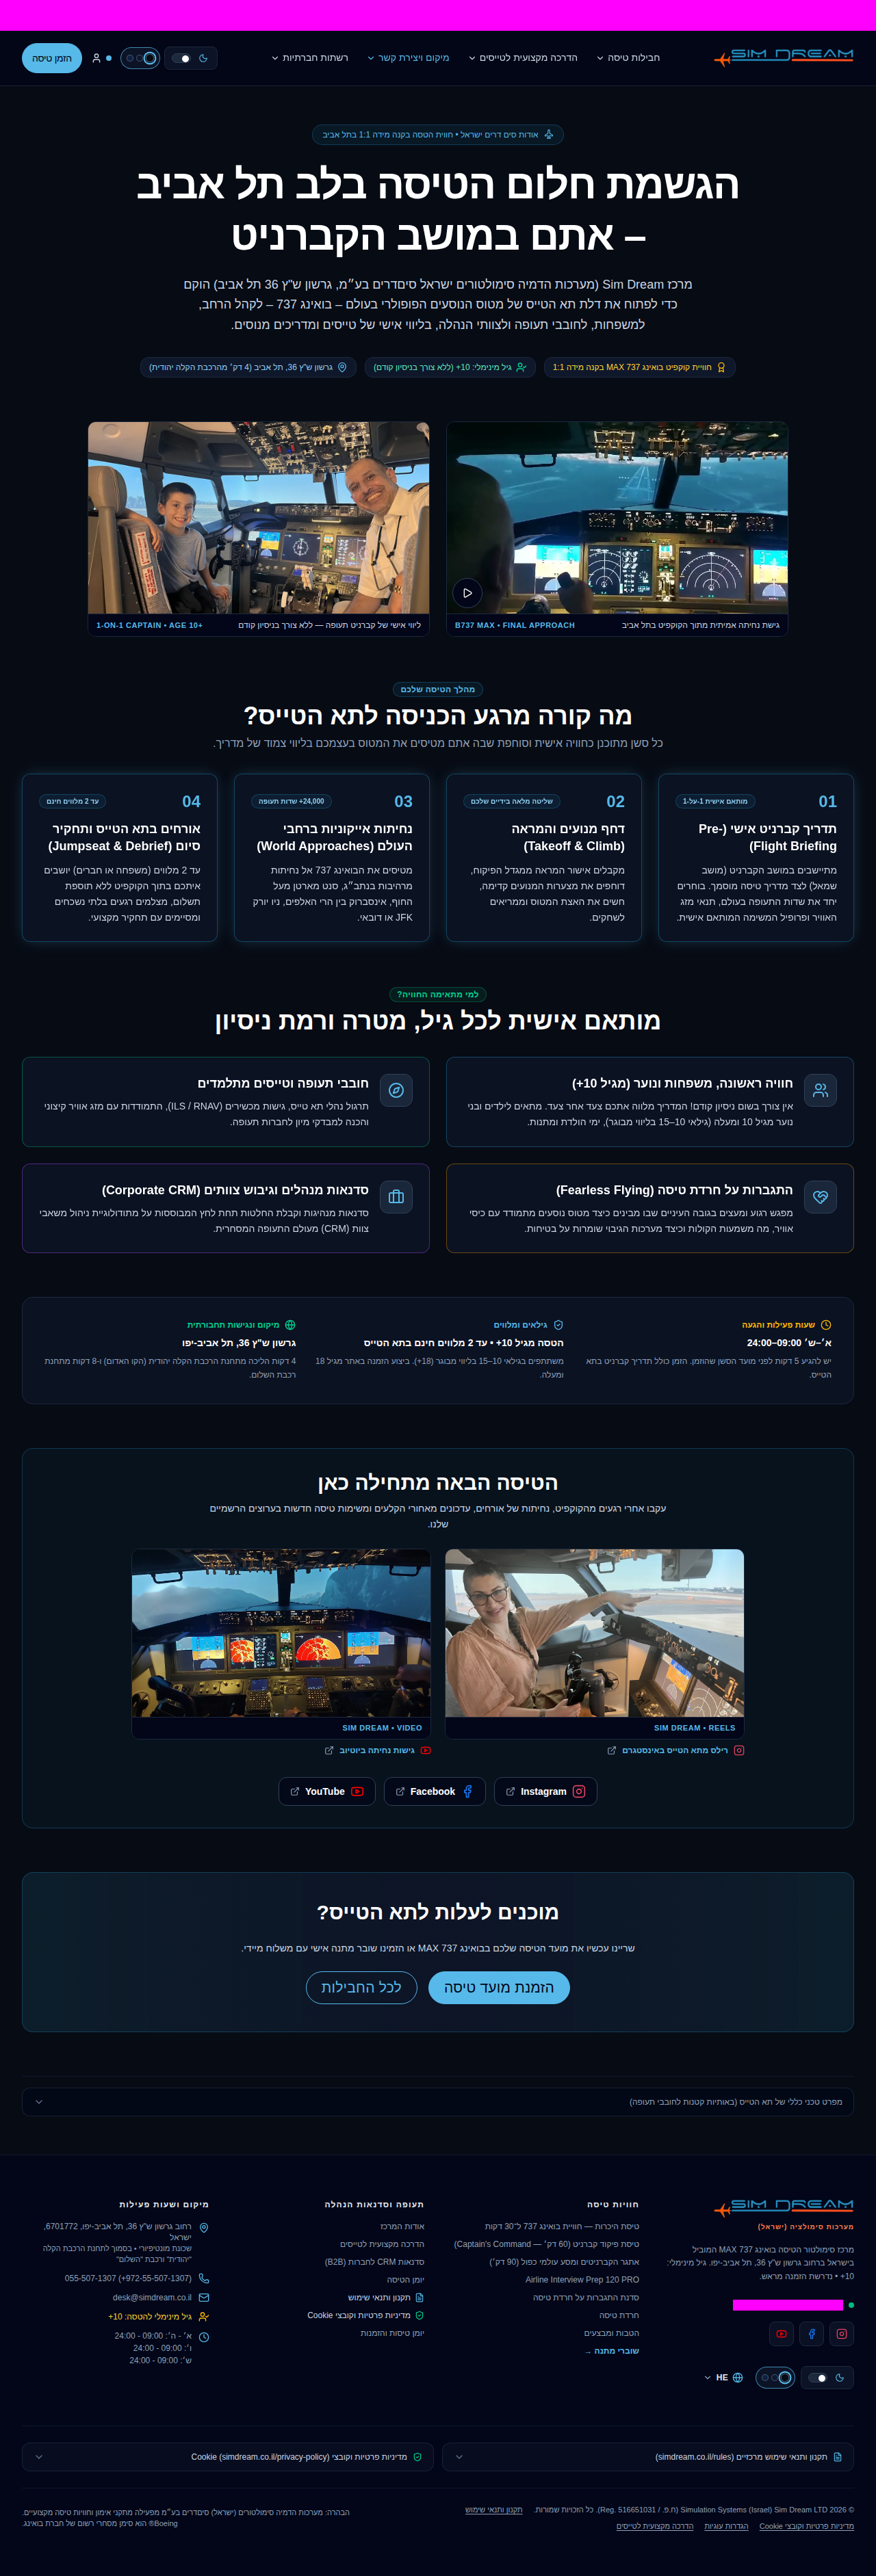 SIM DREAM
חבילות טיסה
הדרכה מקצועית לטייסים
מיקום ויצירת קשר
רשתות חברתיות
הזמן טיסה
אודות סים דרים ישראל • חווית הטסה בקנה מידה 1:1 בתל אביב
הגשמת חלום הטיסה בלב תל אביב
– אתם במושב הקברניט
מרכז Sim Dream (מערכות הדמיה סימולטורים ישראל סימדרים בע״מ, גרשון ש״ץ 36 תל אביב) הוקם
כדי לפתוח את דלת תא הטייס של מטוס הנוסעים הפופולרי בעולם – בואינג 737 – לקהל הרחב,
למשפחות, לחובבי תעופה ולצוותי הנהלה, בליווי אישי של טייסים ומדריכים מנוסים.
חוויית קוקפיט בואינג 737 MAX בקנה מידה 1:1
גיל מינימלי: 10+ (ללא צורך בניסיון קודם)
גרשון ש״ץ 36, תל אביב (4 דק׳ מהרכבת הקלה יהודית)
גישת נחיתה אמיתית מתוך הקוקפיט בתל אביב
B737 MAX • FINAL APPROACH
ליווי אישי של קברניט תעופה — ללא צורך בניסיון קודם
1-ON-1 CAPTAIN • AGE 10+
מהלך הטיסה שלכם
מה קורה מרגע הכניסה לתא הטייס?
כל סשן מתוכנן כחוויה אישית וסוחפת שבה אתם מטיסים את המטוס בעצמכם בליווי צמוד של מדריך.
01
מותאם אישית 1-על-1
תדריך קברניט אישי (Pre-Flight Briefing)
מתיישבים במושב הקברניט (מושב שמאל) לצד מדריך טיסה מוסמך. בוחרים יחד את שדות התעופה בעולם, תנאי מזג האוויר ופרופיל המשימה המותאם אישית.
02
שליטה מלאה בידיים שלכם
דחף מנועים והמראה (Takeoff & Climb)
מקבלים אישור המראה ממגדל הפיקוח, דוחפים את מצערות המנועים קדימה, חשים את האצת המטוס וממריאים לשחקים.
03
24,000+ שדות תעופה
נחיתות אייקוניות ברחבי העולם (World Approaches)
מטיסים את הבואינג 737 אל נחיתות מרהיבות בנתב״ג, סנט מארטן מעל החוף, אינסברוק בין הרי האלפים, ניו יורק JFK או דובאי.
04
עד 2 מלווים חינם
אורחים בתא הטייס ותחקיר סיום (Jumpseat & Debrief)
עד 2 מלווים (משפחה או חברים) יושבים איתכם בתוך הקוקפיט ללא תוספת תשלום, מצלמים רגעים בלתי נשכחים ומסיימים עם תחקיר מקצועי.
למי מתאימה החוויה?
מותאם אישית לכל גיל, מטרה ורמת ניסיון
חוויה ראשונה, משפחות ונוער (מגיל 10+)
אין צורך בשום ניסיון קודם! המדריך מלווה אתכם צעד אחר צעד. מתאים לילדים ובני נוער מגיל 10 ומעלה (גילאי 10–15 בליווי מבוגר), ימי הולדת ומתנות.
חובבי תעופה וטייסים מתלמדים
תרגול נהלי תא טייס, גישות מכשירים (ILS / RNAV), התמודדות עם מזג אוויר קיצוני והכנה למבדקי מיון לחברות תעופה.
התגברות על חרדת טיסה (Fearless Flying)
מפגש רגוע ומעצים בגובה העיניים שבו מבינים כיצד מטוס נוסעים מתמודד עם כיסי אוויר, מה משמעות הקולות וכיצד מערכות הגיבוי שומרות על בטיחות.
סדנאות מנהלים וגיבוש צוותים (Corporate CRM)
סדנאות מנהיגות וקבלת החלטות תחת לחץ המבוססות על מתודולוגיית ניהול משאבי צוות (CRM) מעולם התעופה המסחרית.
שעות פעילות והגעה
א׳–ש׳ 09:00–24:00
יש להגיע 5 דקות לפני מועד הסשן שהוזמן. הזמן כולל תדריך קברניט בתא הטייס.
גילאים ומלווים
הטסה מגיל 10+ • עד 2 מלווים חינם בתא הטייס
משתתפים בגילאי 10–15 בליווי מבוגר (18+). ביצוע הזמנה באתר מגיל 18 ומעלה.
מיקום ונגישות תחבורתית
גרשון ש״ץ 36, תל אביב-יפו
4 דקות הליכה מתחנת הרכבת הקלה יהודית (הקו האדום) ו-8 דקות מתחנת רכבת השלום.
הטיסה הבאה מתחילה כאן
עקבו אחרי רגעים מהקוקפיט, נחיתות של אורחים, עדכונים מאחורי הקלעים ומשימות טיסה חדשות בערוצים הרשמיים
שלנו.
SIM DREAM • REELS
SIM DREAM • VIDEO
רילס מתא הטייס באינסטגרם
גישות נחיתה ביוטיוב
Instagram
Facebook
YouTube
מוכנים לעלות לתא הטייס?
שריינו עכשיו את מועד הטיסה שלכם בבואינג 737 MAX או הזמינו שובר מתנה אישי עם משלוח מיידי.
הזמנת מועד טיסה
לכל החבילות
מפרט טכני כללי של תא הטייס (באותיות קטנות לחובבי תעופה)
SIM DREAM
מערכות סימולציה (ישראל)
מרכז סימולטור הטיסה בואינג 737 MAX המוביל בישראל ברחוב גרשון ש״ץ 36, תל אביב-יפו. גיל מינימלי: 10+ • נדרשת הזמנה מראש.
HE
חוויות טיסה
טיסת היכרות — חוויית בואינג 737 ל־30 דקות
טיסת פיקוד קברניט (60 דק׳ — Captain's Command)
אתגר הקברניטים ומסע עולמי כפול (90 דק׳)
Airline Interview Prep 120 PRO
סדנת התגברות על חרדת טיסה
חרדת טיסה
הטבות ומבצעים
שוברי מתנה →
תעופה וסדנאות הנהלה
אודות המרכז
הדרכה מקצועית לטייסים
סדנאות CRM לחברות (B2B)
יומן הטיסה
תקנון ותנאי שימוש
מדיניות פרטיות וקובצי Cookie
יומן טיסות והזמנות
מיקום ושעות פעילות
רחוב גרשון ש״ץ 36, תל אביב-יפו, 6701772, ישראל
שכונת מונטיפיורי • בסמוך לתחנת הרכבת הקלה ״יהודית״ ורכבת ״השלום״
055-507-1307 (+972-55-507-1307)
desk@simdream.co.il
גיל מינימלי להטסה: 10+
א׳ - ה׳: 09:00 - 24:00
ו׳: 09:00 - 24:00
ש׳: 09:00 - 24:00
תקנון ותנאי שימוש מרכזיים (simdream.co.il/rules)
מדיניות פרטיות וקובצי Cookie (simdream.co.il/privacy-policy)
© 2026 Simulation Systems (Israel) Sim Dream LTD (ח.פ. / Reg. 516651031). כל הזכויות שמורות.
תקנון ותנאי שימוש
מדיניות פרטיות וקובצי Cookie
הגדרות עוגיות
הדרכה מקצועית לטייסים
הבהרה: מערכות הדמיה סימולטורים (ישראל) סימדרים בע״מ מפעילה מתקני אימון וחוויות טיסה מקצועיים.
Boeing® הוא סימן מסחרי רשום של חברת בואינג.